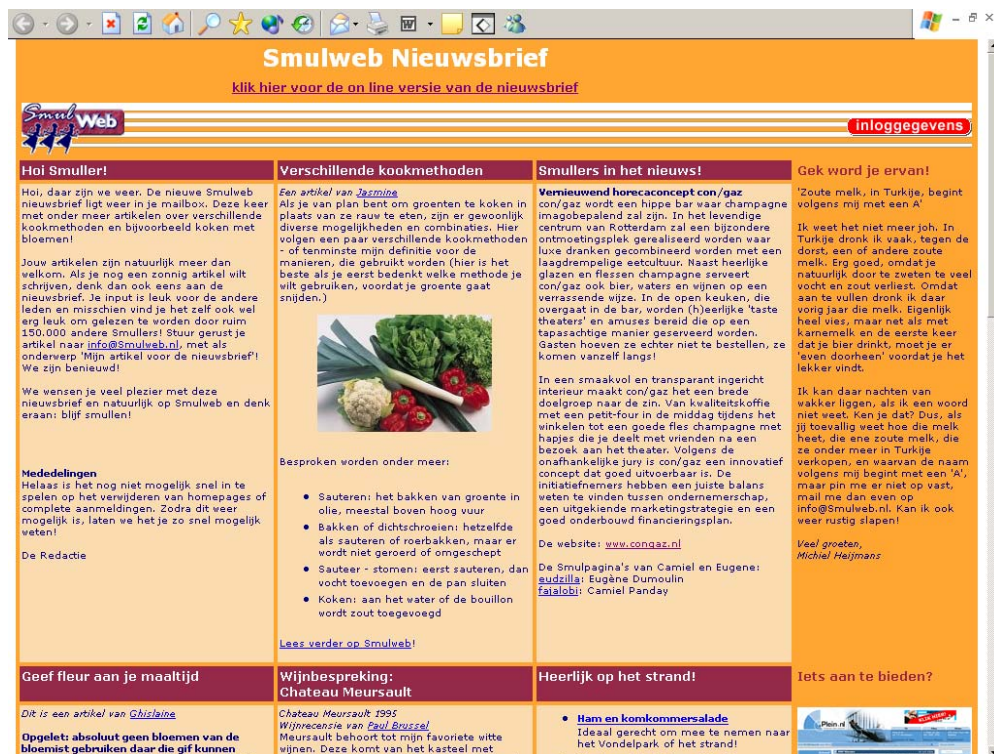 Smulweb Nieuwsbrief
klik hier voor de on line versie van de nieuwsbrief
Smul Web
inloggegevens
Hoi Smuller!
Hoi, daar zijn we weer. De nieuwe Smulweb
nieuwsbrief ligt weer in je mailbox. Deze keer
met onder meer artikelen over verschillende
kookmethoden en bijvoorbeeld koken met
bloemen!
Jouw artikelen zijn natuurlijk meer dan
welkom. Als je nog een zonnig artikel wilt
schrijven, denk dan ook eens aan de
nieuwsbrief. Je input is leuk voor de andere
leden en misschien vind je het zelf ook wel
erg leuk om gelezen te worden door ruim
150.000 andere Smullers! Stuur gerust je
artikel naar info@Smulweb.nl, met als
onderwerp 'Mijn artikel voor de nieuwsbrief'!
We zijn benieuwd!
We wensen je veel plezier met deze
nieuwsbrief en natuurlijk op Smulweb en denk
eraan: blijf smullen!
Mededelingen
Helaas is het nog niet mogelijk snel in te
spelen op het verwijderen van homepages of
complete aanmeldingen. Zodra dit weer
mogelijk is, laten we het je zo snel mogelijk
weten!
De Redactie
Verschillende kookmethoden
Een artikel van Jasmine
Als je van plan bent om groenten te koken in
plaats van ze rauw te eten, zijn er gewoonlijk
diverse mogelijkheden en combinaties. Hier
volgen een paar verschillende kookmethoden
- of tenminste mijn definitie voor de
manieren, die gebruikt worden (hier is het
beste als je eerst bedenkt welke methode je
wilt gebruiken, voordat je groente gaat
snijden.)
Besproken worden onder meer:
• Sauteren: het bakken van groente in
olie, meestal boven hoog vuur
• Bakken of dichtschroeien: hetzelfde
als sauteren of roerbakken, maar er
wordt niet geroerd of omgeschept
• Sauteer - stomen: eerst sauteren, dan
vocht toevoegen en de pan sluiten
• Koken: aan het water of de bouillon
wordt zout toegevoegd
Lees verder op Smulweb!
Smullers in het nieuws!
Vernieuwend horecaconcept con/gaz
con/gaz wordt een hippe bar waar champagne
imagobepalend zal zijn. In het levendige
centrum van Rotterdam zal een bijzondere
ontmoetingsplek gerealiseerd worden waar
luxe dranken gecombineerd worden met een
laagdrempelige eetcultuur. Naast heerlijke
glazen en flessen champagne serveert
con/gaz ook bier, waters en wijnen op een
verrassende wijze. In de open keuken, die
overgaat in de bar, worden (h)eerlijke 'taste
theaters' en amuses bereid die op een
tapasachtige manier geserveerd worden.
Gasten hoeven ze echter niet te bestellen, ze
komen vanzelf langs!
In een smaakvol en transparant ingericht
interieur maakt con/gaz het een brede
doelgroep naar de zin. Van kwaliteitskoffie
met een petit-four in de middag tijdens het
winkelen tot een goede fles champagne met
hapjes die je deelt met vrienden na een
bezoek aan het theater. Volgens de
onafhankelijke jury is con/gaz een innovatief
concept dat goed uitvoerbaar is. De
initiatiefnemers hebben een juiste balans
weten te vinden tussen ondernemerschap,
een uitgekiende marketingstrategie en een
goed onderbouwd financieringsplan.
De website: www.congaz.nl
De Smulpagina's van Camiel en Eugene:
eudzilla: Eugène Dumoulin
fajalobi: Camiel Panday
Gek word je ervan!
'Zoute melk, in Turkije, begint
volgens mij met een A'
Ik weet het niet meer joh. In
Turkije dronk ik vaak, tegen de
dorst, een of andere zoute
melk. Erg goed, omdat je
natuurlijk door te zweten te veel
vocht en zout verliest. Omdat
aan te vullen dronk ik daar
vorig jaar die melk. Eigenlijk
heel vies, maar net als met
karnemelk en de eerste keer
dat je bier drinkt, moet je er
'even doorheen' voordat je het
lekker vindt.
Ik kan daar nachten van
wakker liggen, als ik een woord
niet weet. Ken je dat? Dus, als
jij toevallig weet hoe die melk
heet, die ene zoute melk, die
ze onder meer in Turkije
verkopen, en waarvan de naam
volgens mij begint met een 'A',
maar pin me er niet op vast,
mail me dan even op
info@Smulweb.nl. Kan ik ook
weer rustig slapen!
Veel groeten,
Michiel Heijmans
Geef fleur aan je maaltijd
Dit is een artikel van Ghislaine
Opgelet: absoluut geen bloemen van de
bloemist gebruiken daar die gif kunnen
Wijnbespreking:
Chateau Meursault
Chateau Meursault 1995
Wijnrecensie van Paul Brussel
Meursault behoort tot mijn favoriete witte
wijnen. Deze komt van het kasteel met
Heerlijk op het strand!
• Ham en komkommersalade
Ideaal gerecht om mee te nemen naar
het Vondelpark of het strand!
Iets aan te bieden?
Plein.nl